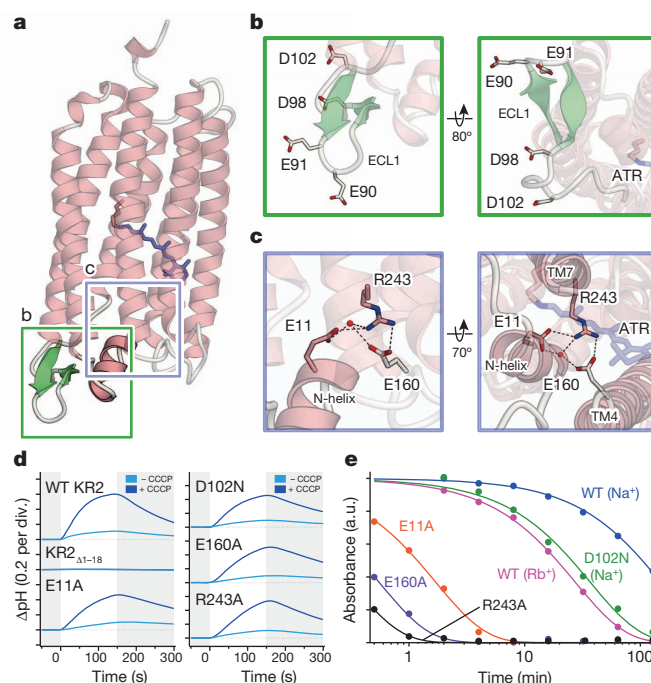 a
c
b
b
D102
D98
E91
ECL1
E90
80°
E91
E90
ECL1
D98
ATR
D102
c
R243
E11
E160
N-helix
70°
TM7
R243
E11
ATR
N-helix
E160
TM4
d
ΔpH (0.2 per div.)
WT KR2
− CCCP
+ CCCP
KR2Δ1–18
E11A
0 100 200 300
Time (s)
D102N
− CCCP
+ CCCP
E160A
R243A
0 100 200 300
Time (s)
e
Absorbance (a.u.)
WT (Na⁺)
E11A
D102N
(Na⁺)
WT (Rb⁺)
E160A
R243A
1 10 100
Time (min)